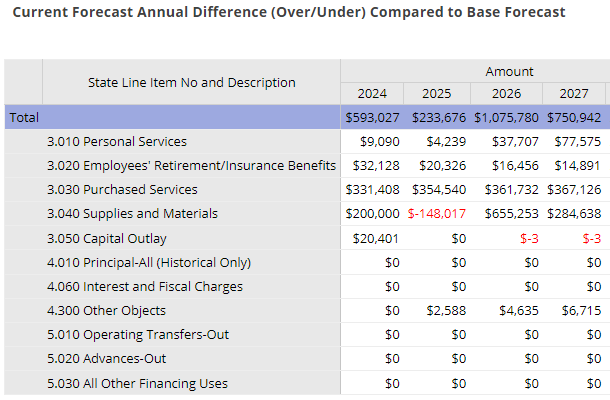 Current Forecast Annual Difference (Over/Under) Compared to Base Forecast
State Line Item No and Description
Amount
2024 2025 2026 2027
Total $593,027 $233,676 $1,075,780 $750,942
3.010 Personal Services $9,090 $4,239 $37,707 $77,575
3.020 Employees' Retirement/Insurance Benefits $32,128 $20,326 $16,456 $14,891
3.030 Purchased Services $331,408 $354,540 $361,732 $367,126
3.040 Supplies and Materials $200,000 $-148,017 $655,253 $284,638
3.050 Capital Outlay $20,401 $0 $-3 $-3
4.010 Principal-All (Historical Only) $0 $0 $0 $0
4.060 Interest and Fiscal Charges $0 $0 $0 $0
4.300 Other Objects $0 $2,588 $4,635 $6,715
5.010 Operating Transfers-Out $0 $0 $0 $0
5.020 Advances-Out $0 $0 $0 $0
5.030 All Other Financing Uses $0 $0 $0 $0